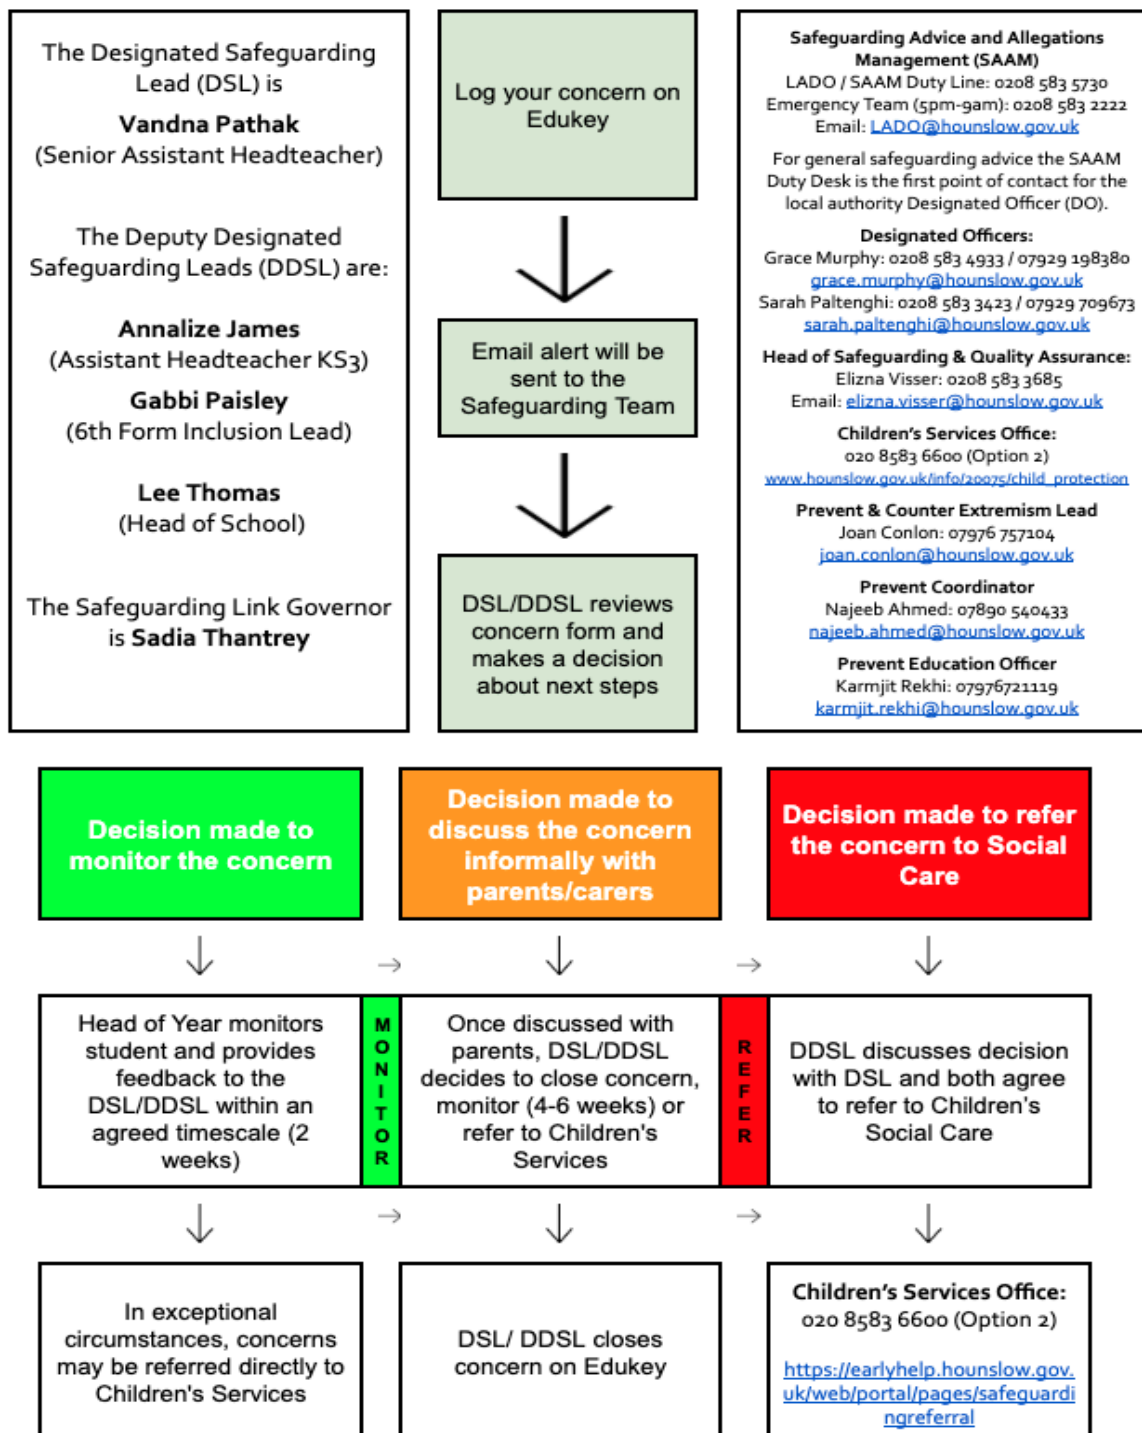 The Designated Safeguarding
Lead (DSL) is
Vandna Pathak
(Senior Assistant Headteacher)
The Deputy Designated
Safeguarding Leads (DDSL) are:
Annalize James
(Assistant Headteacher KS3)
Gabbi Paisley
(6th Form Inclusion Lead)
Lee Thomas
(Head of School)
The Safeguarding Link Governor
is Sadia Thantrey
Log your concern on
Edukey
Email alert will be
sent to the
Safeguarding Team
DSL/DDSL reviews
concern form and
makes a decision
about next steps
Safeguarding Advice and Allegations
Management (SAAM)
LADO / SAAM Duty Line: 0208 583 5730
Emergency Team (5pm-9am): 0208 583 2222
Email: LADO@hounslow.gov.uk
For general safeguarding advice the SAAM
Duty Desk is the first point of contact for the
local authority Designated Officer (DO).
Designated Officers:
Grace Murphy: 0208 583 4933 / 07929 198380
grace.murphy@hounslow.gov.uk
Sarah Paltenghi: 0208 583 3423 / 07929 709673
sarah.paltenghi@hounslow.gov.uk
Head of Safeguarding & Quality Assurance:
Elizna Visser: 0208 583 3685
Email: elizna.visser@hounslow.gov.uk
Children's Services Office:
020 8583 6600 (Option 2)
www.hounslow.gov.uk/info/20075/child_protection
Prevent & Counter Extremism Lead
Joan Conlon: 07976 757104
joan.conlon@hounslow.gov.uk
Prevent Coordinator
Najeeb Ahmed: 07890 540433
najeeb.ahmed@hounslow.gov.uk
Prevent Education Officer
Karmjit Rekhi: 07976721119
karmjit.rekhi@hounslow.gov.uk
Decision made to
monitor the concern
Decision made to
discuss the concern
informally with
parents/carers
Decision made to refer
the concern to Social
Care
Head of Year monitors
student and provides
feedback to the
DSL/DDSL within an
agreed timescale (2
weeks)
MONITOR
Once discussed with
parents, DSL/DDSL
decides to close concern,
monitor (4-6 weeks) or
refer to Children's
Services
REFER
DDSL discusses decision
with DSL and both agree
to refer to Children's
Social Care
In exceptional
circumstances, concerns
may be referred directly to
Children's Services
DSL/ DDSL closes
concern on Edukey
Children's Services Office:
020 8583 6600 (Option 2)
https://earlyhelp.hounslow.gov.
uk/web/portal/pages/safeguardi
ngreferral